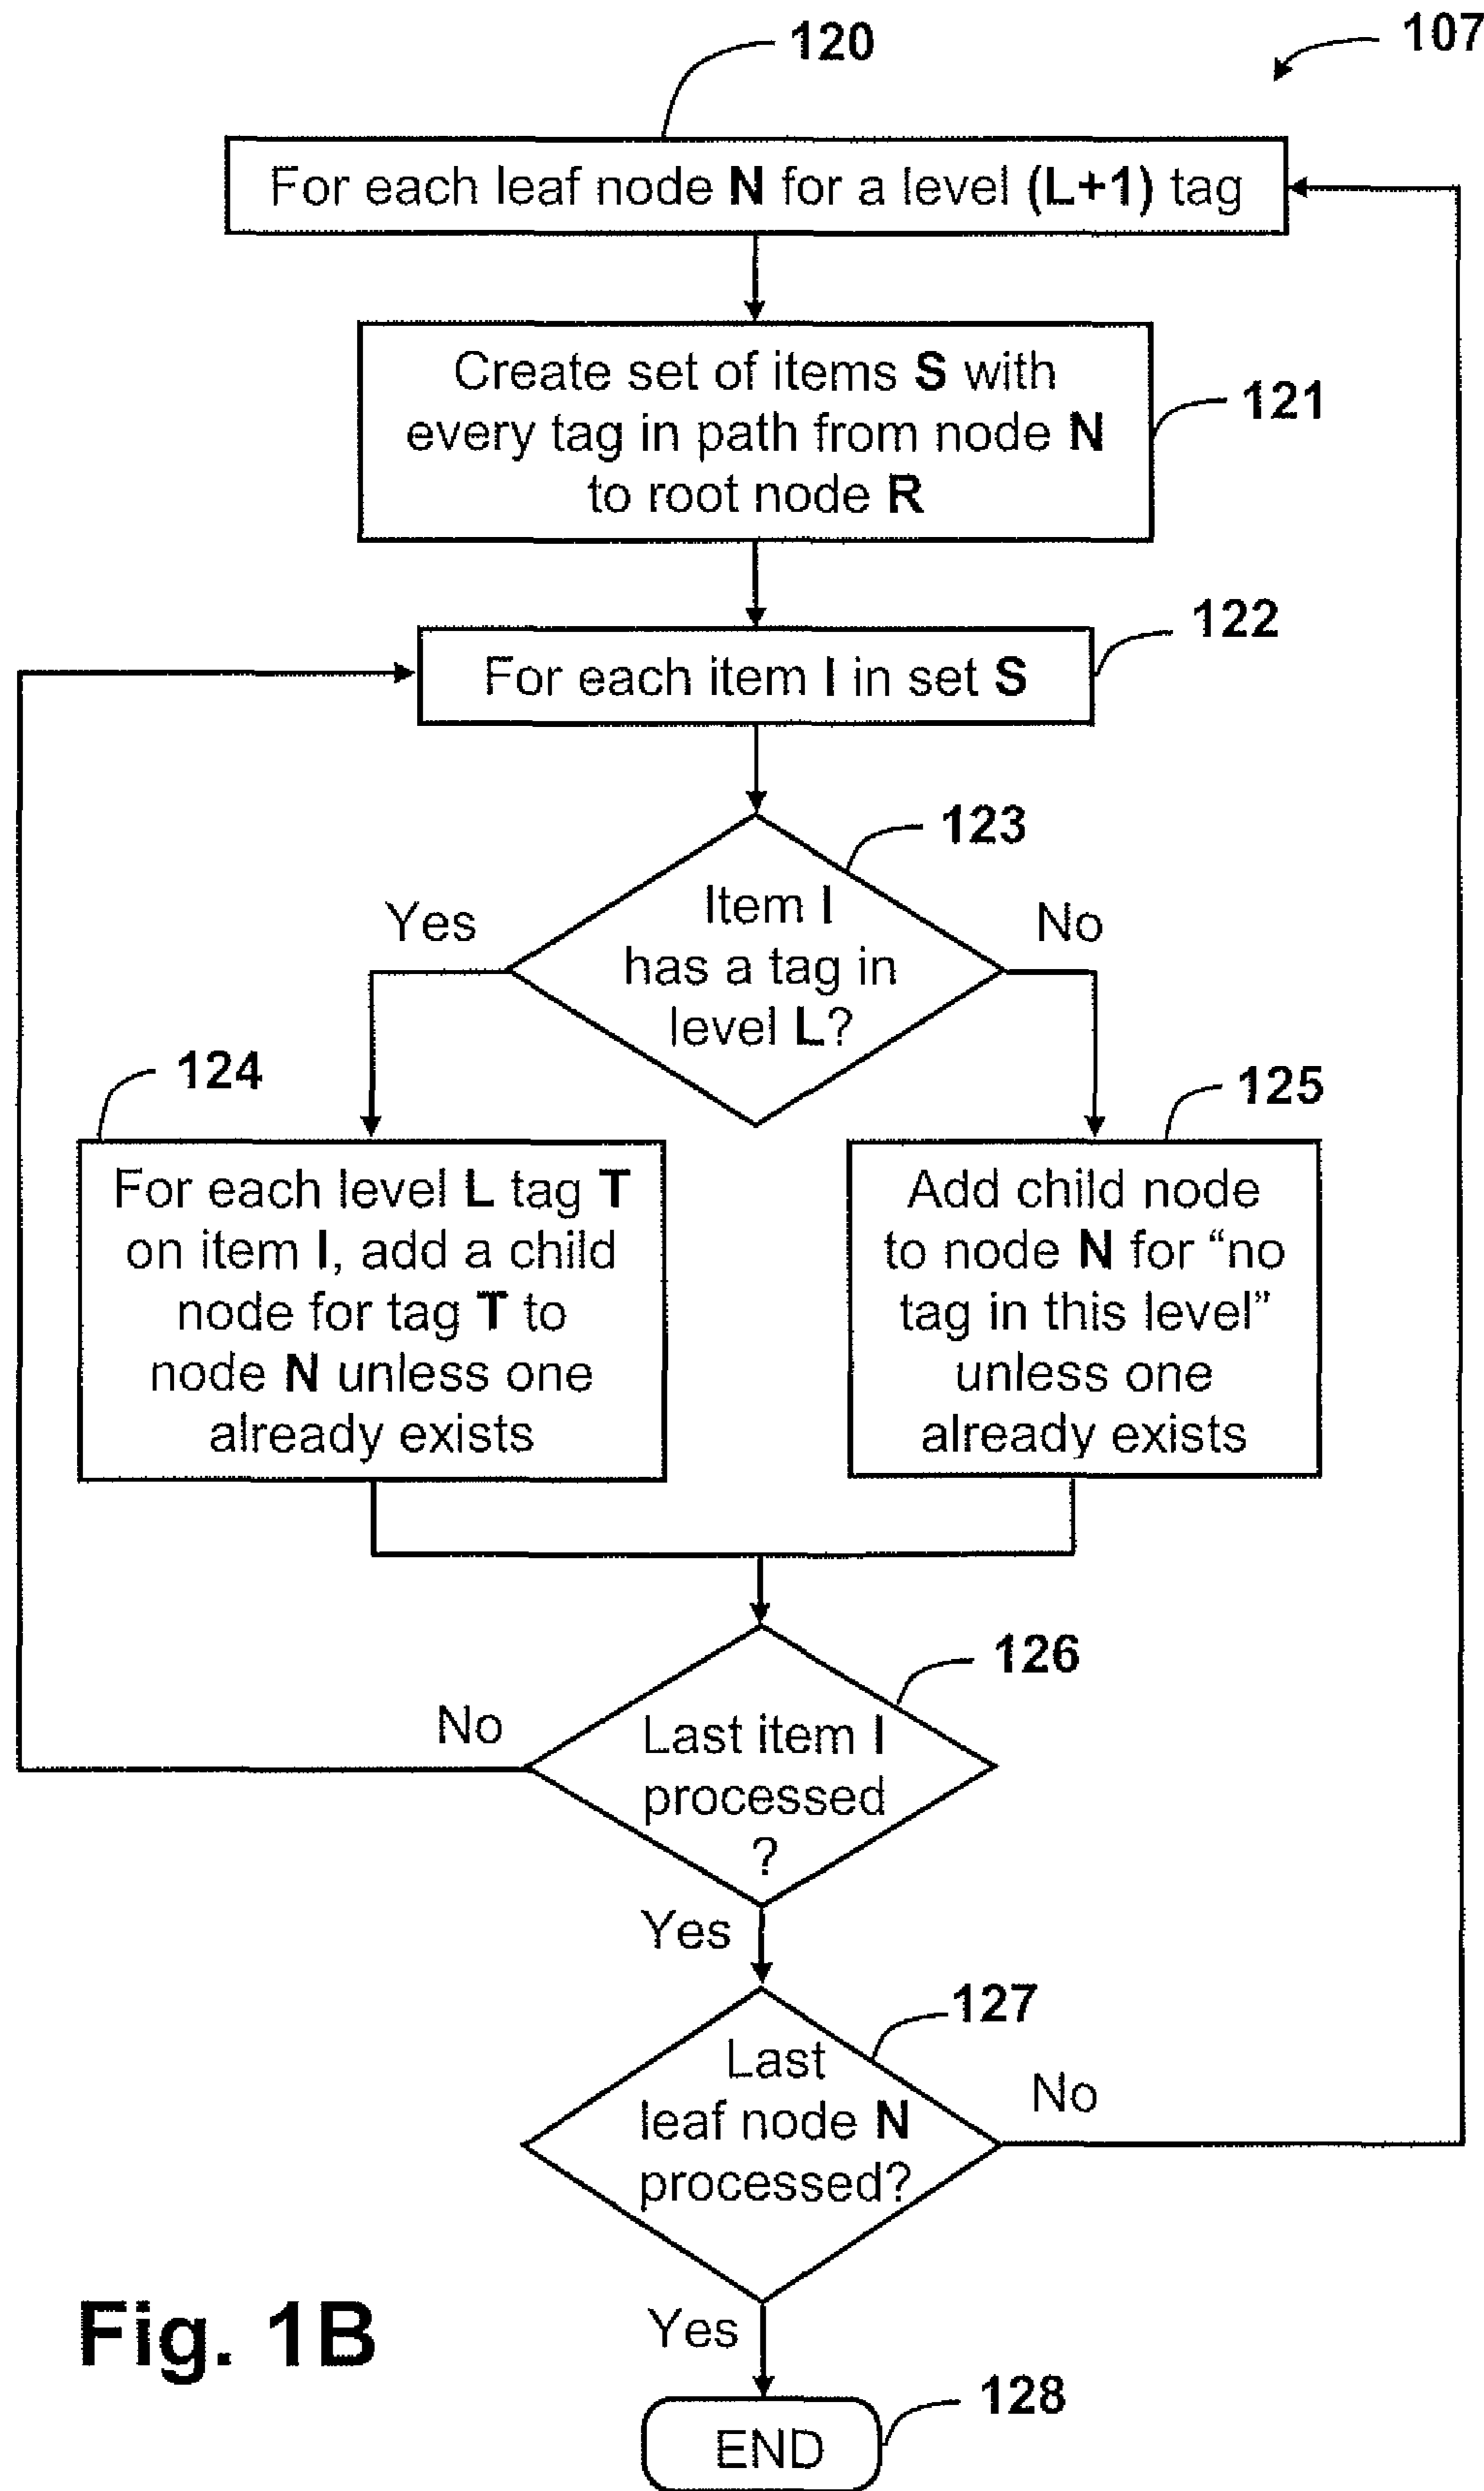 120
107
For each leaf node N for a level (L+1) tag
Create set of items S with
every tag in path from node N
to root node R
121
122
For each item I in set S
123
Item I
has a tag in
level L?
Yes
No
124
125
For each level L tag T
on item I, add a child
node for tag T to
node N unless one
already exists
Add child node
to node N for “no
tag in this level”
unless one
already exists
126
Last item I
processed
?
No
Yes
127
Last
leaf node N
processed?
No
Yes
128
END
Fig. 1B